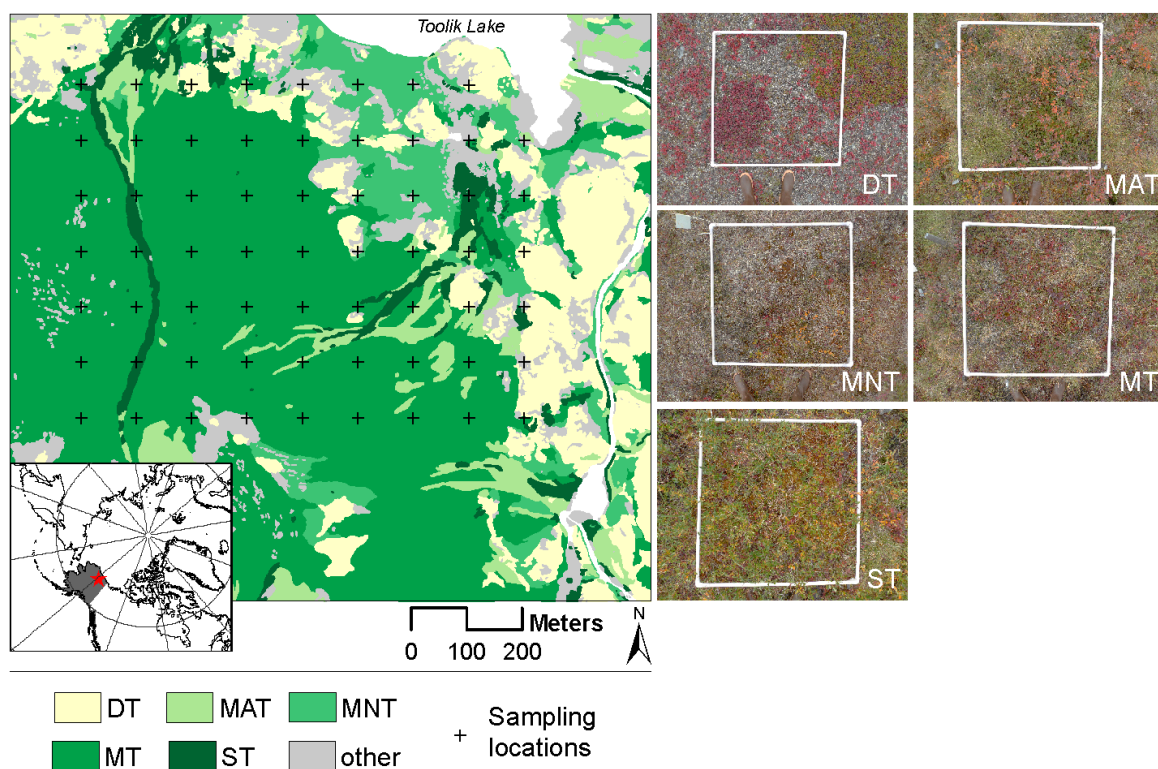 Toolik Lake
DT
MAT
MNT
MT
ST
N
Meters
0 100 200
DT MAT MNT
MT ST other
Sampling
locations